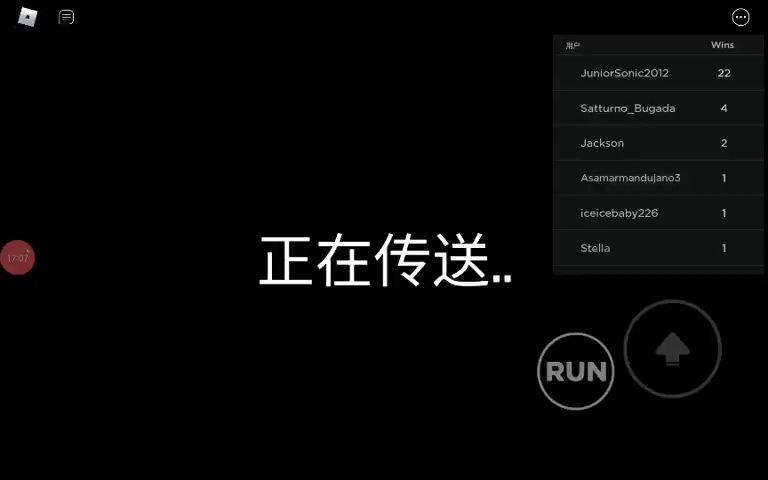 用户 Wins
JuniorSonic2012 22
Satturno_Bugada 4
Jackson 2
Asamarmandujano3 1
iceicebaby226 1
Stella 1
正在传送..
17:07
RUN